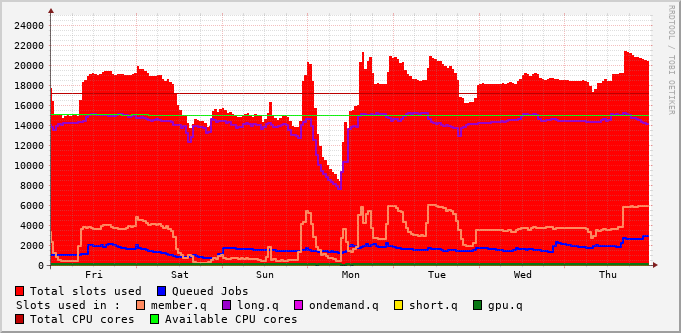 24000
22000
20000
18000
16000
14000
12000
10000
8000
6000
4000
2000
0
Fri Sat Sun Mon Tue Wed Thu
RRDTOOL / TOBI OETIKER
Total slots used Queued Jobs
Slots used in : member.q long.q ondemand.q short.q gpu.q
Total CPU cores Available CPU cores